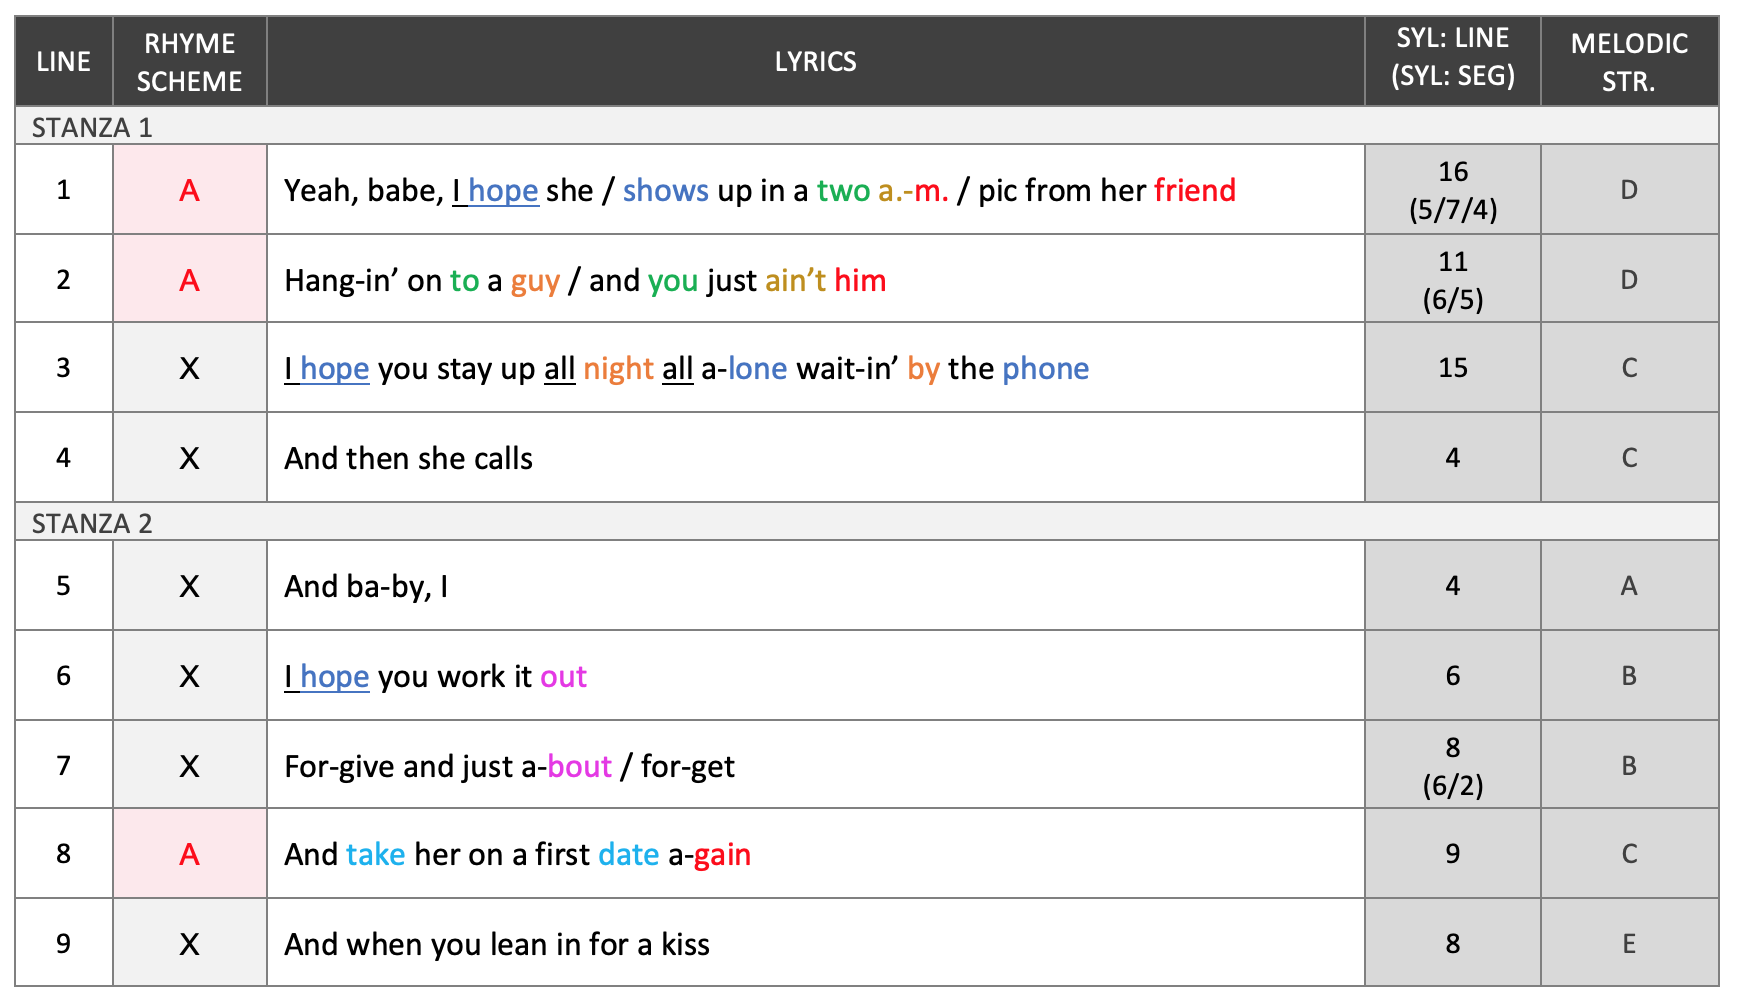 LINE RHYME SCHEME LYRICS SYL: LINE (SYL: SEG) MELODIC STR.
STANZA 1
1 A Yeah, babe, I hope she / shows up in a two a.-m. / pic from her friend 16 (5/7/4) D
2 A Hang-in’ on to a guy / and you just ain’t him 11 (6/5) D
3 X I hope you stay up all night all a-lone wait-in’ by the phone 15 C
4 X And then she calls 4 C
STANZA 2
5 X And ba-by, I 4 A
6 X I hope you work it out 6 B
7 X For-give and just a-bout / for-get 8 (6/2) B
8 A And take her on a first date a-gain 9 C
9 X And when you lean in for a kiss 8 E